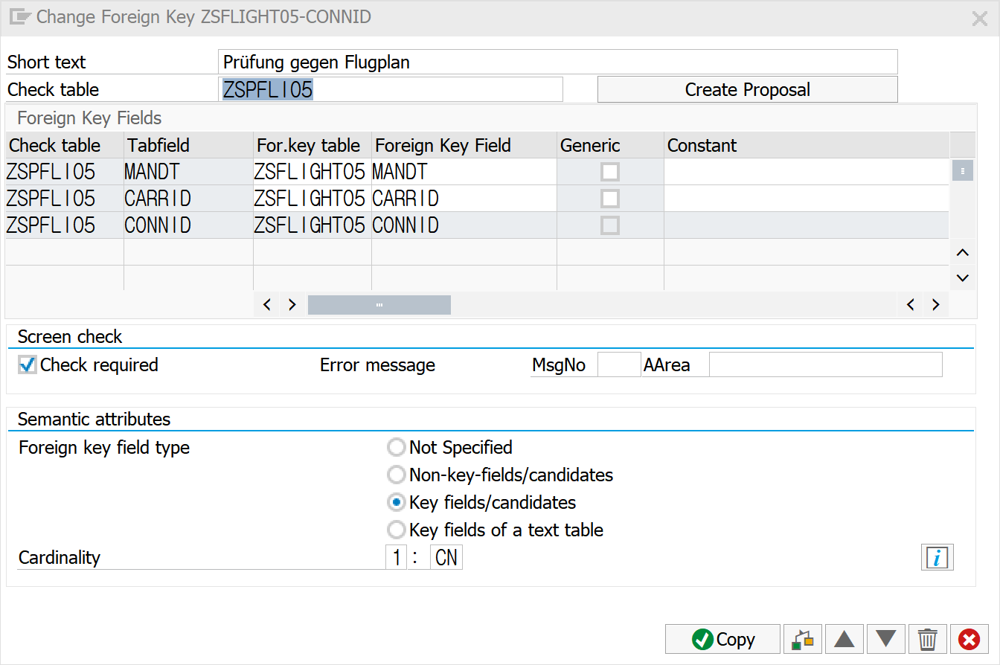 Change Foreign Key ZSFLIGHT05-CONNID
Short text Prüfung gegen Flugplan
Check table ZSPFLI05 Create Proposal
Foreign Key Fields
Check table Tabfield For.key table Foreign Key Field Generic Constant
ZSPFLI05 MANDT ZSFLIGHT05 MANDT
ZSPFLI05 CARRID ZSFLIGHT05 CARRID
ZSPFLI05 CONNID ZSFLIGHT05 CONNID
Screen check
Check required Error message MsgNo AArea
Semantic attributes
Foreign key field type Not Specified
Non-key-fields/candidates
Key fields/candidates
Key fields of a text table
Cardinality 1 : CN
Copy